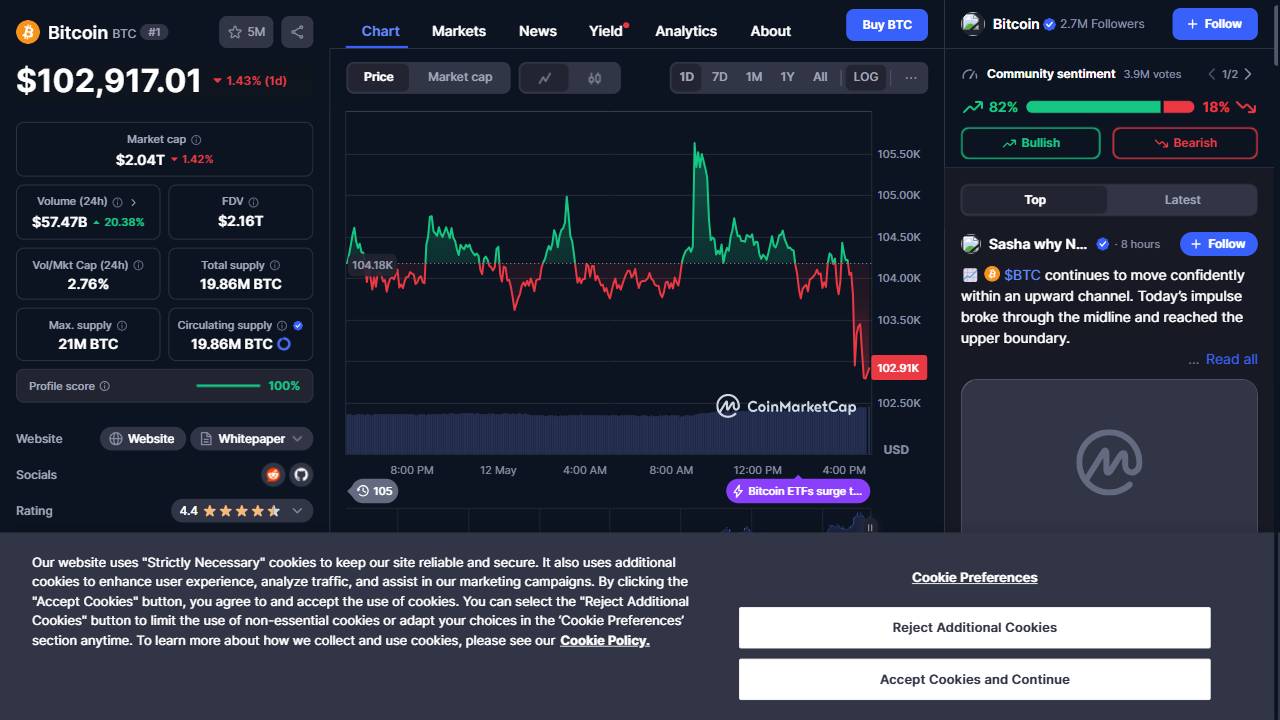 Bitcoin BTC #1
5M
$102,917.01 1.43% (1d)
Market cap
$2.04T 1.42%
Volume (24h)
$57.47B 20.38%
FDV
$2.16T
Vol/Mkt Cap (24h)
2.76%
Total supply
19.86M BTC
Max. supply
21M BTC
Circulating supply
19.86M BTC
Profile score 100%
Website Website Whitepaper
Socials
Rating 4.4
Chart Markets News Yield Analytics About Buy BTC
Price Market cap 1D 7D 1M 1Y All LOG ...
105.50K
105.00K
104.50K
104.18K
104.00K
103.50K
102.91K
102.50K
CoinMarketCap
USD
8:00 PM 12 May 4:00 AM 8:00 AM 12:00 PM 4:00 PM
105 Bitcoin ETFs surge t...
Bitcoin 2.7M Followers + Follow
Community sentiment 3.9M votes 1/2
82% 18%
Bullish Bearish
Top Latest
Sasha why N... · 8 hours + Follow
$BTC continues to move confidently
within an upward channel. Today’s impulse
broke through the midline and reached the
upper boundary.
... Read all
Our website uses "Strictly Necessary" cookies to keep our site reliable and secure. It also uses additional
cookies to enhance user experience, analyze traffic, and assist in our marketing campaigns. By clicking the
"Accept Cookies" button, you agree to and accept the use of cookies. You can select the "Reject Additional
Cookies" button to limit the use of non-essential cookies or adapt your choices in the ‘Cookie Preferences’
section anytime. To learn more about how we collect and use cookies, please see our Cookie Policy.
Cookie Preferences
Reject Additional Cookies
Accept Cookies and Continue